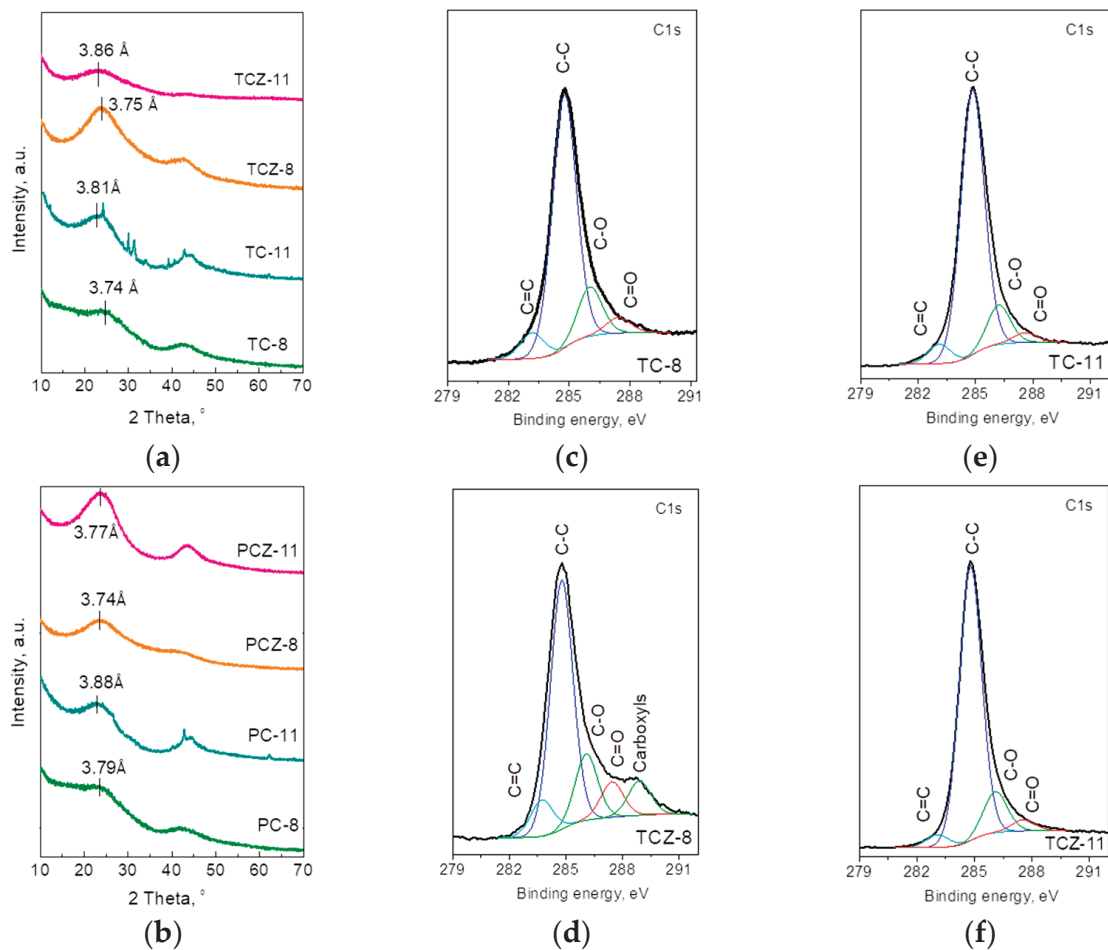 3.86 Å
TCZ-11
3.75 Å
TCZ-8
3.81Å
TC-11
3.74 Å
TC-8
Intensity, a.u.
10 20 30 40 50 60 70
2 Theta, °
(a)
C1s
C-C
C-O
C=O
C=C
TC-8
279 282 285 288 291
Binding energy, eV
(c)
C1s
C-C
C-O
C=O
C=C
TC-11
279 282 285 288 291
Binding energy, eV
(e)
3.77Å
PCZ-11
3.74Å
PCZ-8
3.88Å
PC-11
3.79Å
PC-8
Intensity, a.u.
10 20 30 40 50 60 70
2 Theta, °
(b)
C1s
C-C
C-O
C=O
Carboxyls
C=C
TCZ-8
279 282 285 288 291
Binding energy, eV
(d)
C1s
C-C
C-O
C=O
C=C
TCZ-11
279 282 285 288 291
Binding energy, eV
(f)